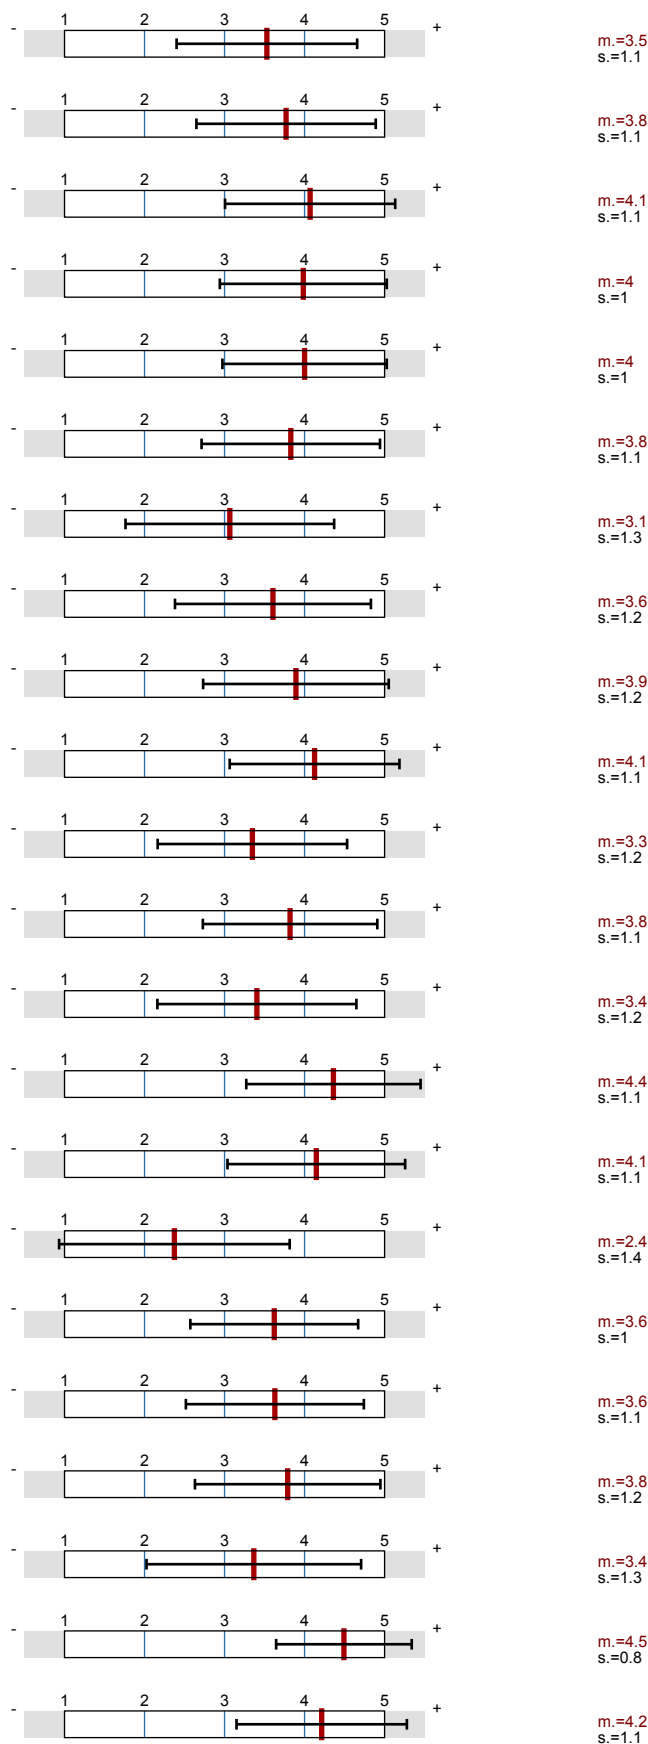 1 2 3 4 5
- +
m.=3.5
s.=1.1
1 2 3 4 5
- +
m.=3.8
s.=1.1
1 2 3 4 5
- +
m.=4.1
s.=1.1
1 2 3 4 5
- +
m.=4
s.=1
1 2 3 4 5
- +
m.=4
s.=1
1 2 3 4 5
- +
m.=3.8
s.=1.1
1 2 3 4 5
- +
m.=3.1
s.=1.3
1 2 3 4 5
- +
m.=3.6
s.=1.2
1 2 3 4 5
- +
m.=3.9
s.=1.2
1 2 3 4 5
- +
m.=4.1
s.=1.1
1 2 3 4 5
- +
m.=3.3
s.=1.2
1 2 3 4 5
- +
m.=3.8
s.=1.1
1 2 3 4 5
- +
m.=3.4
s.=1.2
1 2 3 4 5
- +
m.=4.4
s.=1.1
1 2 3 4 5
- +
m.=4.1
s.=1.1
1 2 3 4 5
- +
m.=2.4
s.=1.4
1 2 3 4 5
- +
m.=3.6
s.=1
1 2 3 4 5
- +
m.=3.6
s.=1.1
1 2 3 4 5
- +
m.=3.8
s.=1.2
1 2 3 4 5
- +
m.=3.4
s.=1.3
1 2 3 4 5
- +
m.=4.5
s.=0.8
1 2 3 4 5
- +
m.=4.2
s.=1.1